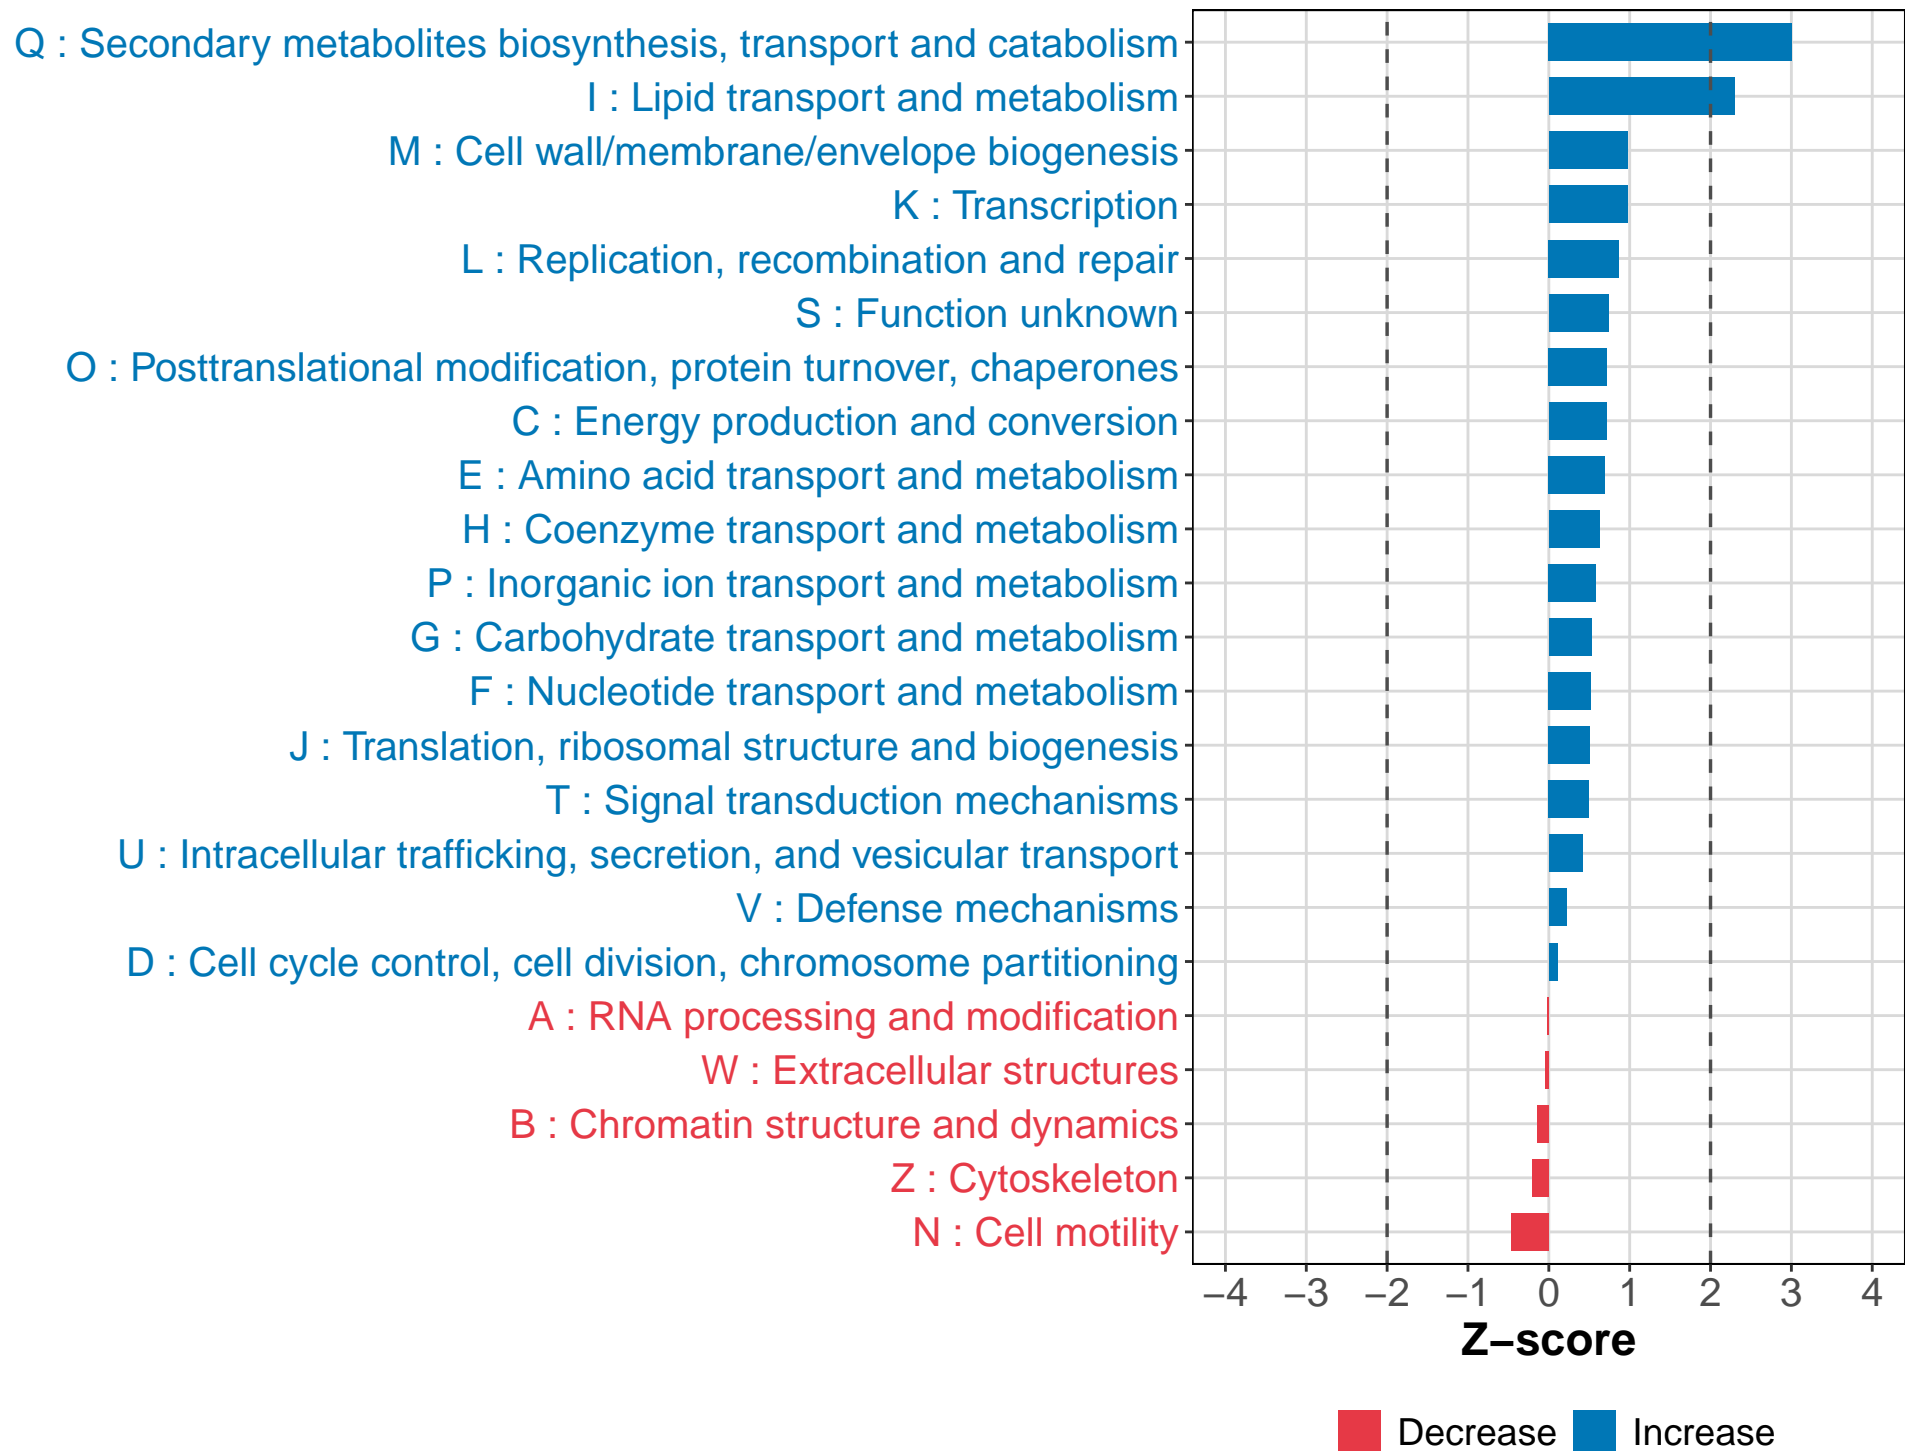 Q : Secondary metabolites biosynthesis, transport and catabolism
I : Lipid transport and metabolism
M : Cell wall/membrane/envelope biogenesis
K : Transcription
L : Replication, recombination and repair
S : Function unknown
O : Posttranslational modification, protein turnover, chaperones
C : Energy production and conversion
E : Amino acid transport and metabolism
H : Coenzyme transport and metabolism
P : Inorganic ion transport and metabolism
G : Carbohydrate transport and metabolism
F : Nucleotide transport and metabolism
J : Translation, ribosomal structure and biogenesis
T : Signal transduction mechanisms
U : Intracellular trafficking, secretion, and vesicular transport
V : Defense mechanisms
D : Cell cycle control, cell division, chromosome partitioning
A : RNA processing and modification
W : Extracellular structures
B : Chromatin structure and dynamics
Z : Cytoskeleton
N : Cell motility
−4 −3 −2 −1 0 1 2 3 4
Z−score
Decrease Increase